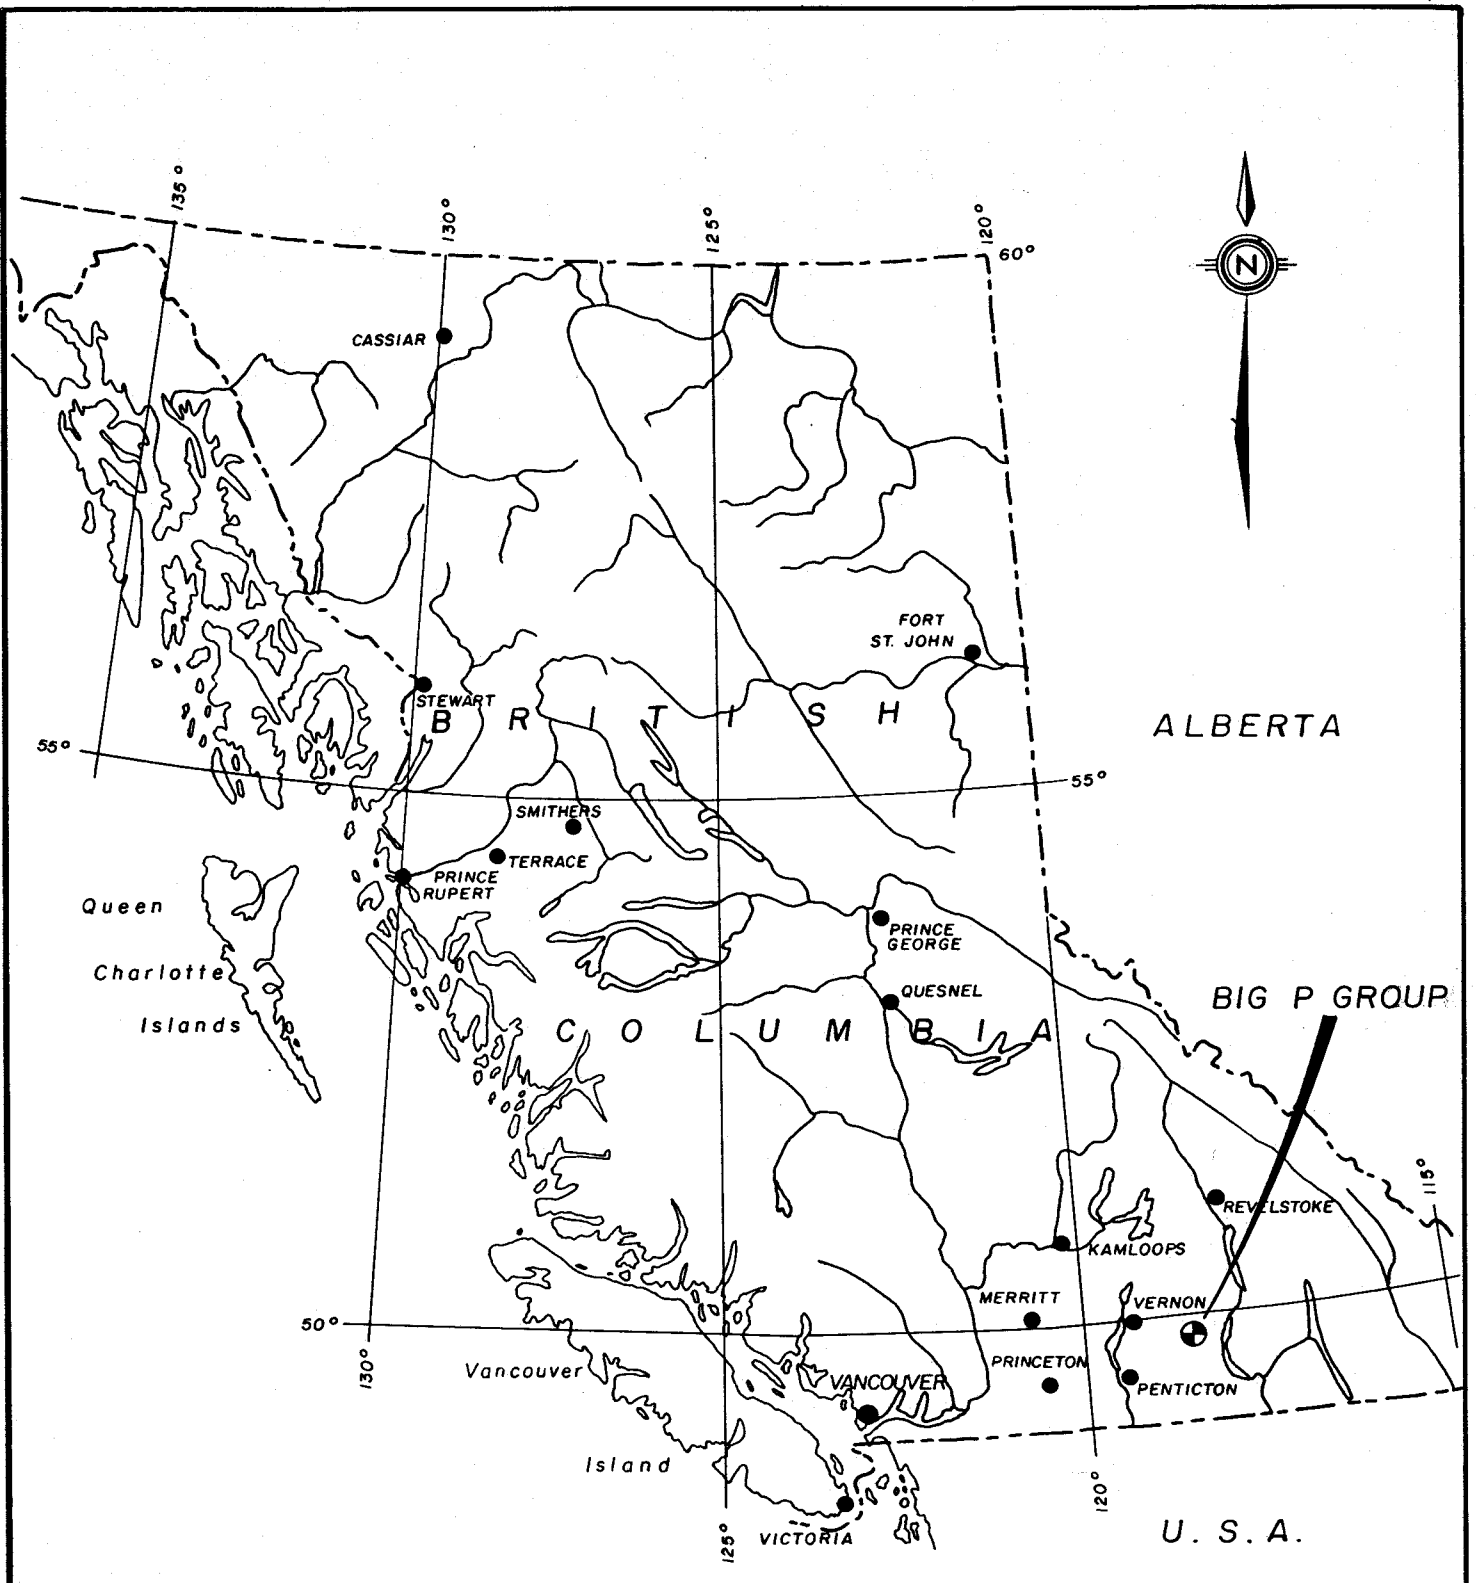 135°
130°
125°
120°
60°
N
CASSIAR
FORT
ST. JOHN
STEWART
BRITISH
ALBERTA
55°
55°
SMITHERS
TERRACE
PRINCE
RUPERT
Queen
Charlotte
Islands
PRINCE
GEORGE
QUESNEL
BIG P GROUP
COLUMBIA
115°
REVELSTOKE
KAMLOOPS
MERRITT
VERNON
50°
130°
Vancouver
Island
VANCOUVER
PRINCETON
PENTICTON
120°
125°
VICTORIA
U.S.A.